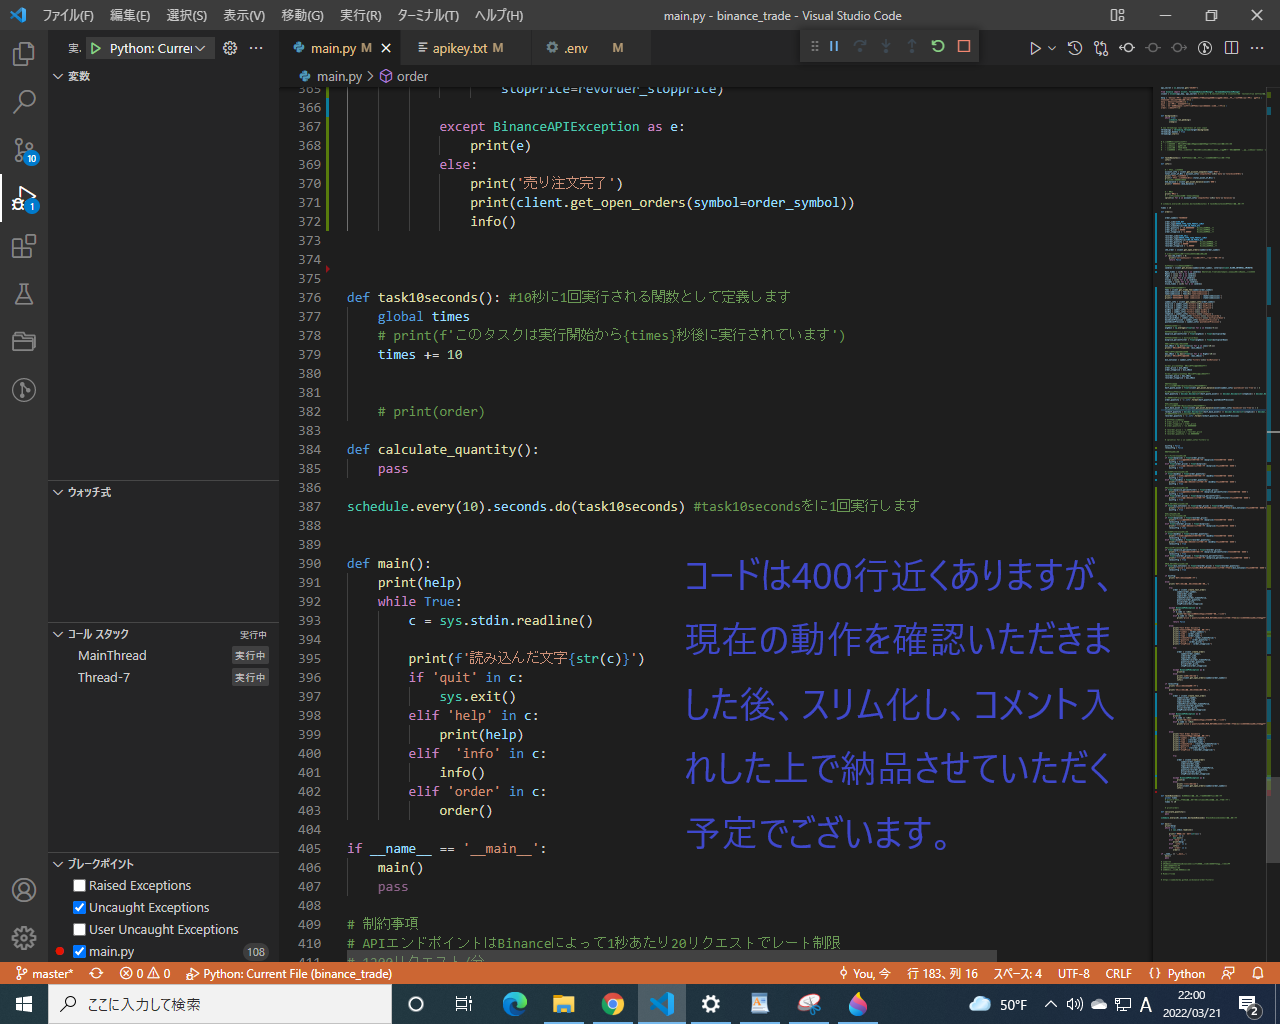 ファイル(F) 編集(E) 選択(S) 表示(V) 移動(G) 実行(R) ターミナル(T) ヘルプ(H) main.py - binance_trade - Visual Studio Code
実. Python: Currer
main.py M
apikey.txt M
.env M
main.py > order
変数
ウォッチ式
コール スタック 実行中
MainThread 実行中
Thread-7 実行中
ブレークポイント
Raised Exceptions
Uncaught Exceptions
User Uncaught Exceptions
main.py 108
10
1
365 stopPrice=revorder_stopprice)
366
367 except BinanceAPIException as e:
368 print(e)
369 else:
370 print('売り注文完了')
371 print(client.get_open_orders(symbol=order_symbol))
372 info()
373
374
375
376 def task10seconds(): #10秒に1回実行される関数として定義します
377 global times
378 # print(f'このタスクは実行開始から{times}秒後に実行されています')
379 times += 10
380
381
382 # print(order)
383
384 def calculate_quantity():
385 pass
386
387 schedule.every(10).seconds.do(task10seconds) #task10secondsをに1回実行します
388
389
390 def main():
391 print(help)
392 while True:
393 c = sys.stdin.readline()
394
395 print(f'読み込んだ文字{str(c)}')
396 if 'quit' in c:
397 sys.exit()
398 elif 'help' in c:
399 print(help)
400 elif  'info' in c:
401 info()
402 elif 'order' in c:
403 order()
404
405 if __name__ == '__main__':
406 main()
407 pass
408
409 # 制約事項
410 # APIエンドポイントはBinanceによって1秒あたり20リクエストでレート制限
411 # 1200リクエスト/分
コードは400行近くありますが、
現在の動作を確認いただきま
した後、スリム化し、コメント入
れした上で納品させていただく
予定でございます。
master* 0 0 Python: Current File (binance_trade) You, 今 行 183、列 16 スペース: 4 UTF-8 CRLF Python
ここに入力して検索
50°F
A
22:00
2022/03/21
2